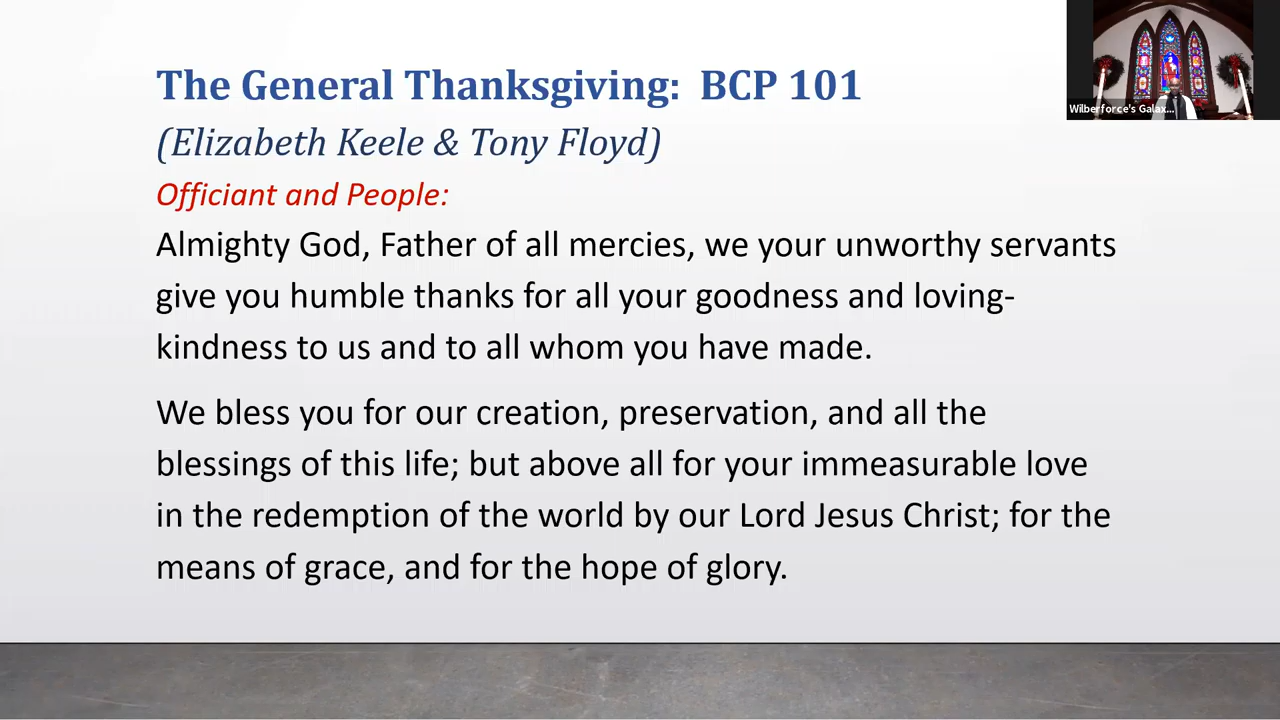 The General Thanksgiving: BCP 101
(Elizabeth Keele & Tony Floyd)
Officiant and People:
Almighty God, Father of all mercies, we your unworthy servants
give you humble thanks for all your goodness and loving-
kindness to us and to all whom you have made.
We bless you for our creation, preservation, and all the
blessings of this life; but above all for your immeasurable love
in the redemption of the world by our Lord Jesus Christ; for the
means of grace, and for the hope of glory.
Wilberforce's Galax...